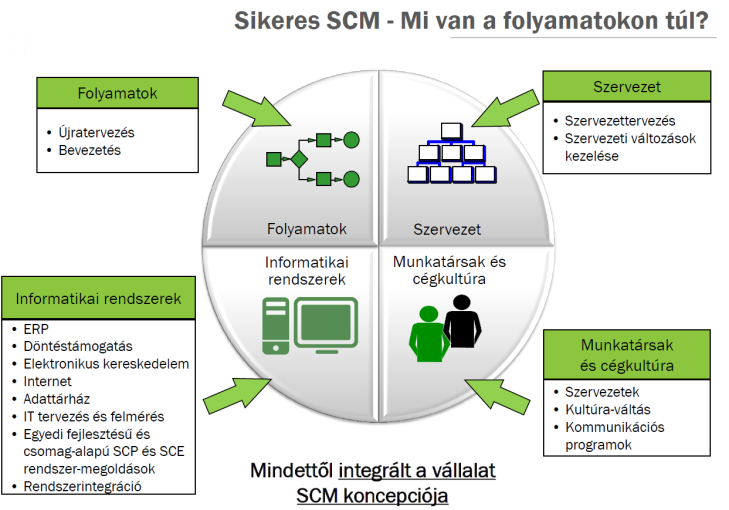 Sikeres SCM - Mi van a folyamatokon túl?
Folyamatok
• Újratervezés
• Bevezetés
Szervezet
• Szervezettervezés
• Szervezeti változások
kezelése
Folyamatok
Szervezet
Informatikai
rendszerek
Munkatársak és
cégkultúra
Informatikai rendszerek
• ERP
• Döntéstámogatás
• Elektronikus kereskedelem
• Internet
• Adattárház
• IT tervezés és felmérés
• Egyedi fejlesztésű és
csomag-alapú SCP és SCE
rendszer-megoldások
• Rendszerintegráció
Munkatársak
és cégkultúra
• Szervezetek
• Kultúra-váltás
• Kommunikációs
programok
Mindettől integrált a vállalat
SCM koncepciója